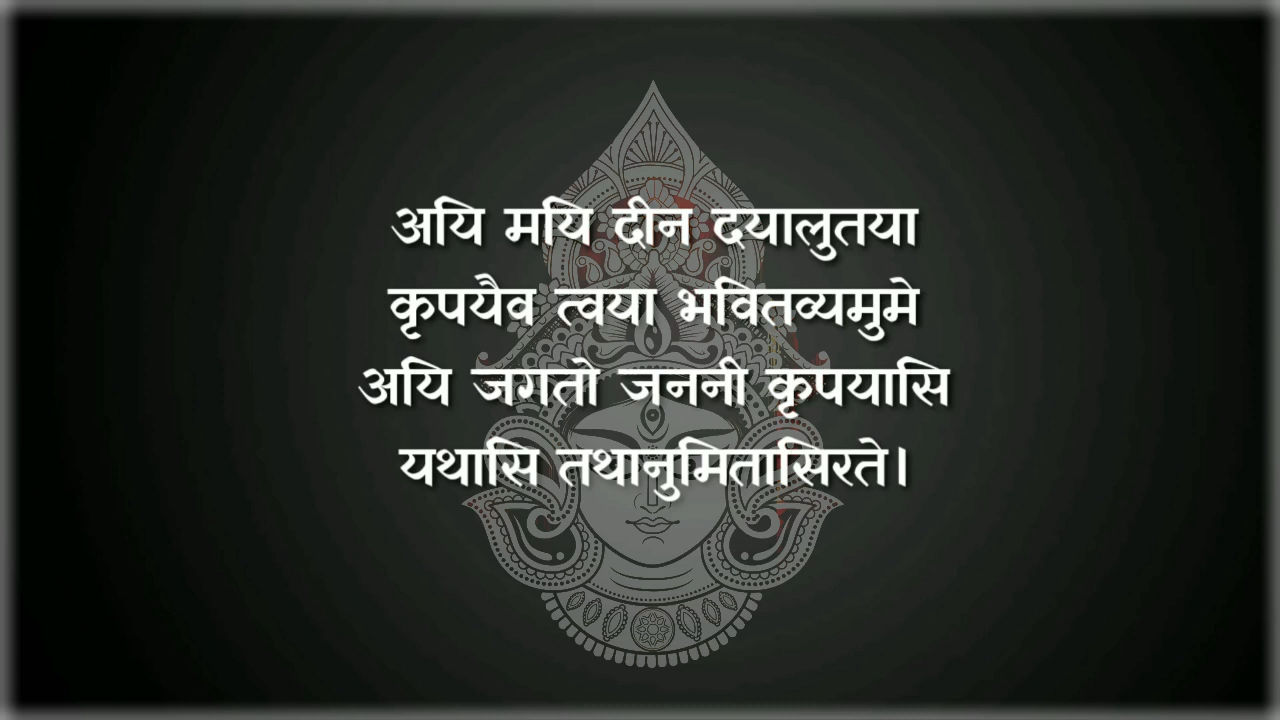 अयि मयि दीन दयालुतया
कृपयैव त्वया भवितव्यमुमे
अयि जगतो जननी कृपयासि
यथासि तथानुमितासिरते।